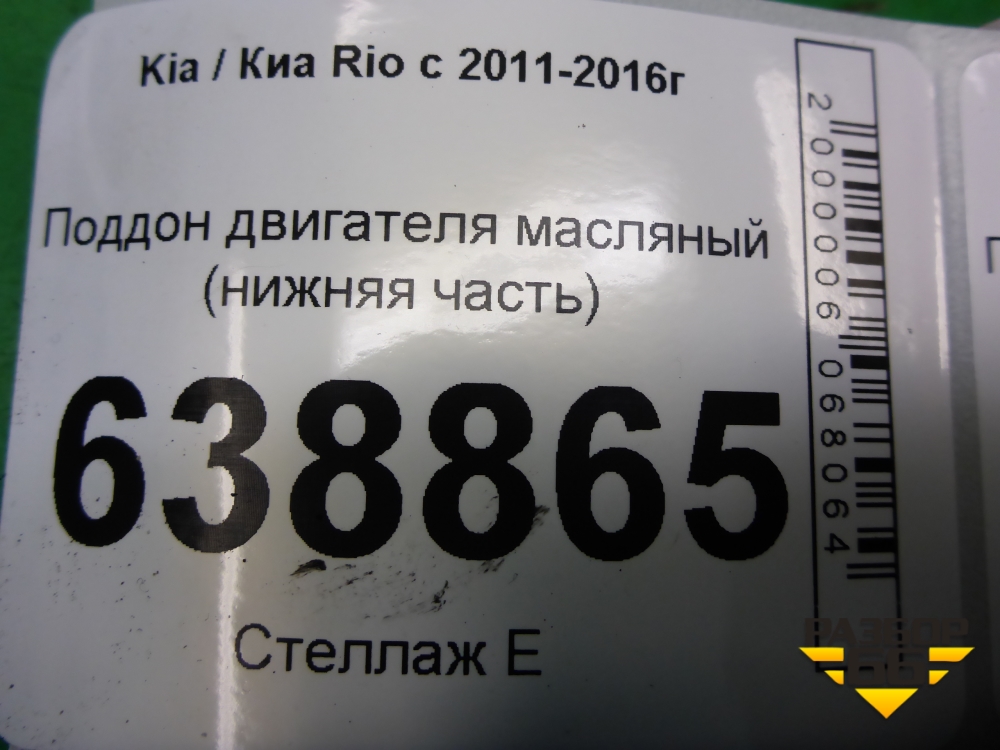 Kia / Киа Rio с 2011-2016г
Поддон двигателя масляный
(нижняя часть)
638865
Стеллаж Е
2000006068064